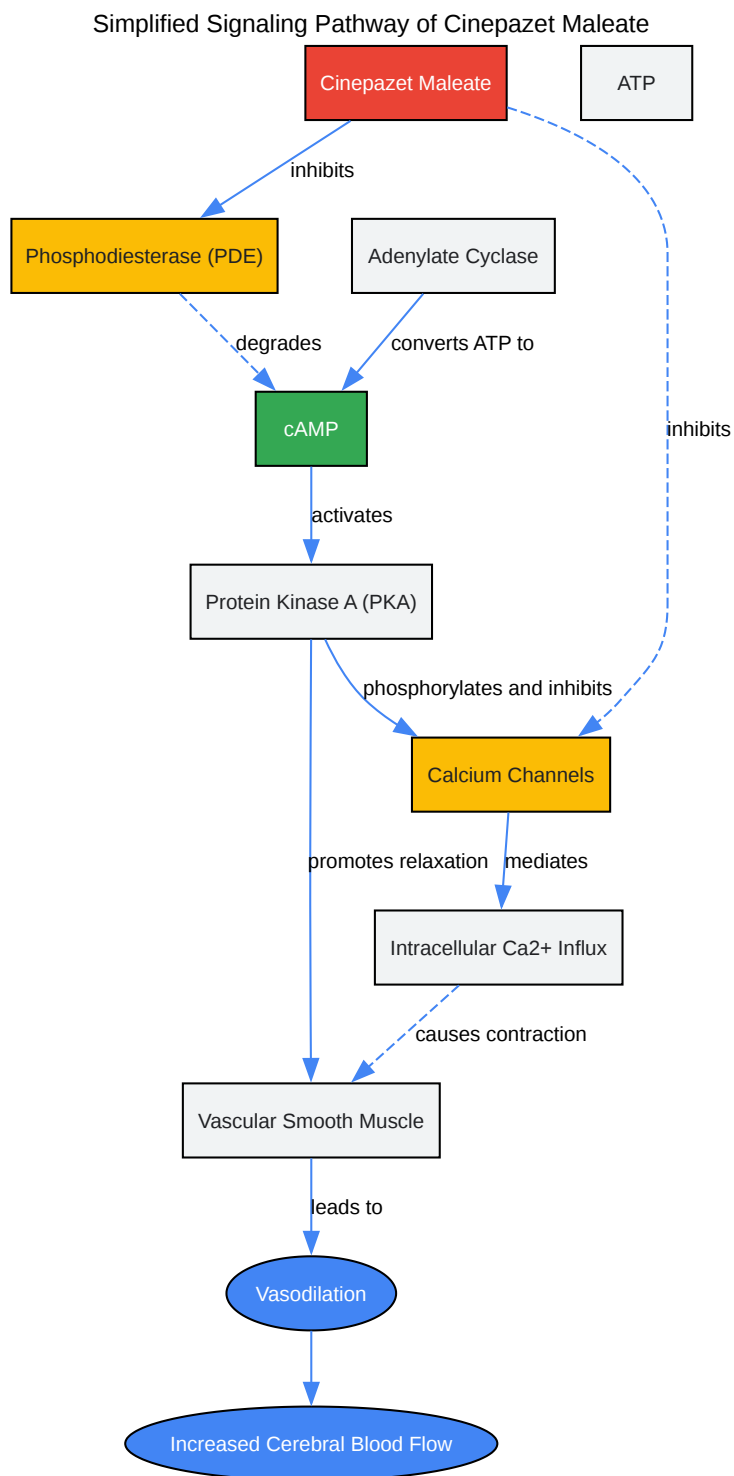 Simplified Signaling Pathway of Cinepazet Maleate
Cinepazet Maleate
ATP
inhibits
Phosphodiesterase (PDE)
Adenylate Cyclase
degrades
converts ATP to
cAMP
inhibits
activates
Protein Kinase A (PKA)
phosphorylates and inhibits
Calcium Channels
promotes relaxation
mediates
Intracellular Ca2+ Influx
causes contraction
Vascular Smooth Muscle
leads to
Vasodilation
Increased Cerebral Blood Flow